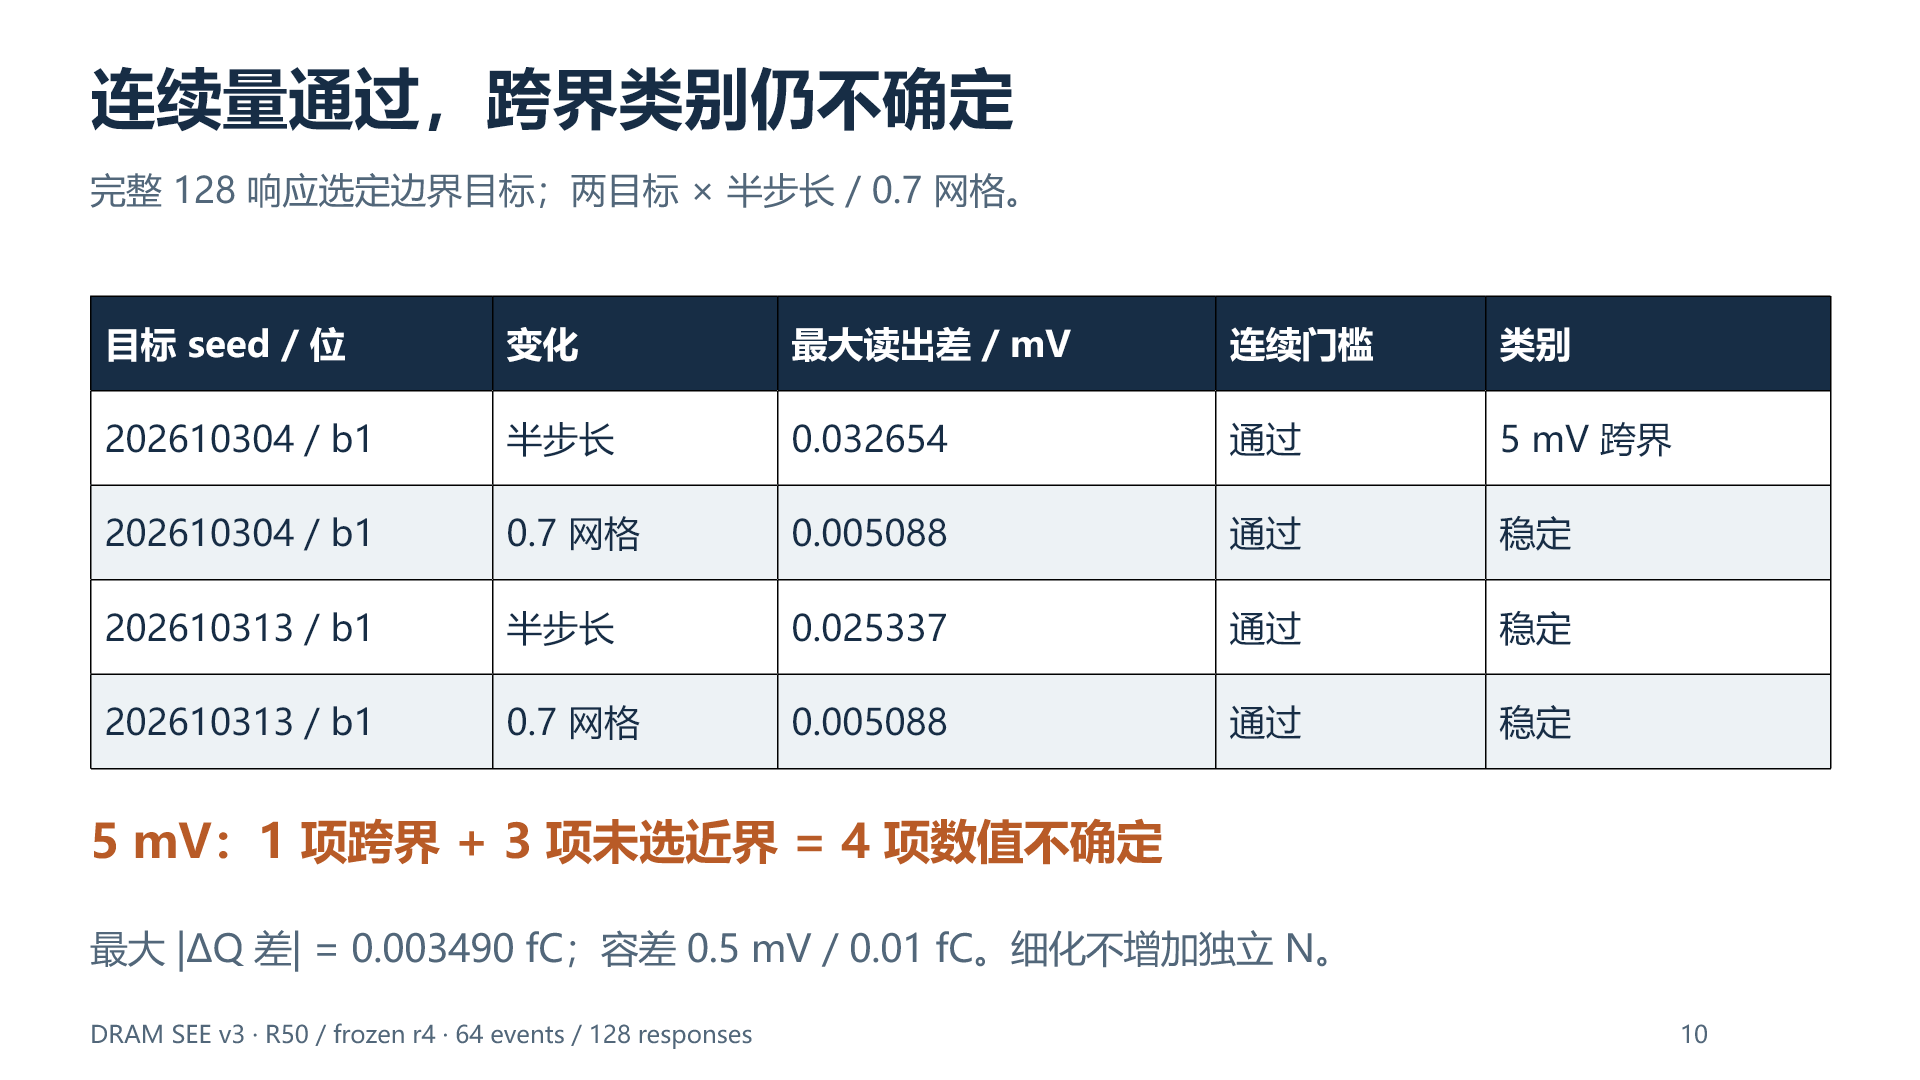 连续量通过，跨界类别仍不确定
完整 128 响应选定边界目标；两目标 × 半步长 / 0.7 网格。
目标 seed / 位 变化 最大读出差 / mV 连续门槛 类别
202610304 / b1 半步长 0.032654 通过 5 mV 跨界
202610304 / b1 0.7 网格 0.005088 通过 稳定
202610313 / b1 半步长 0.025337 通过 稳定
202610313 / b1 0.7 网格 0.005088 通过 稳定
5 mV：1 项跨界 + 3 项未选近界 = 4 项数值不确定
最大 |ΔQ 差| = 0.003490 fC；容差 0.5 mV / 0.01 fC。细化不增加独立 N。
DRAM SEE v3 · R50 / frozen r4 · 64 events / 128 responses 10